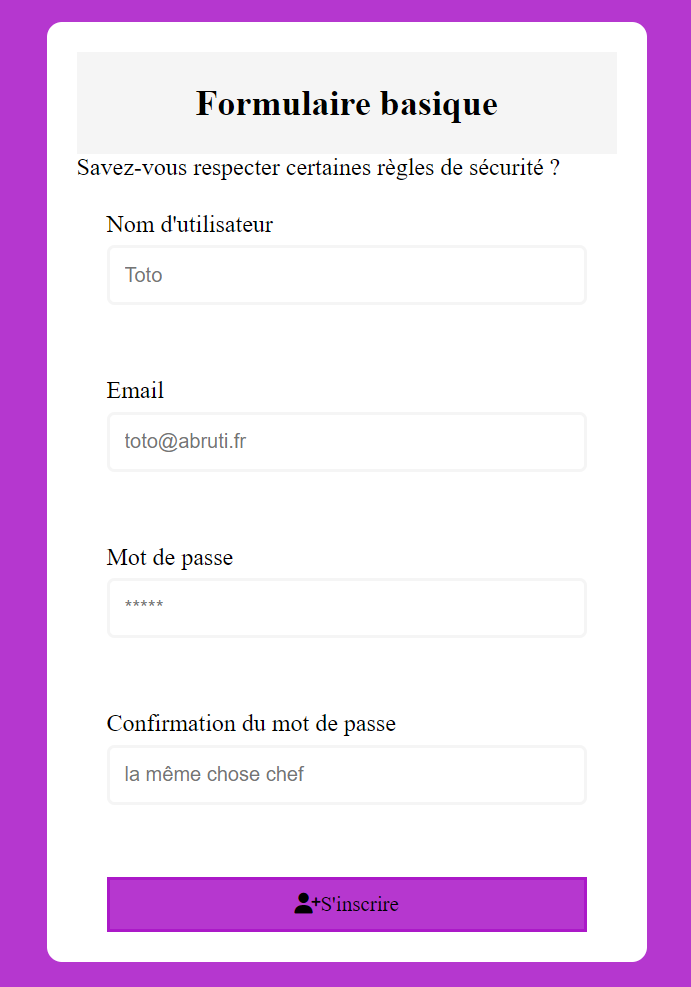 Formulaire basique
Savez-vous respecter certaines règles de sécurité ?
Nom d'utilisateur
Toto
Email
toto@abruti.fr
Mot de passe
*****
Confirmation du mot de passe
la même chose chef
S'inscrire